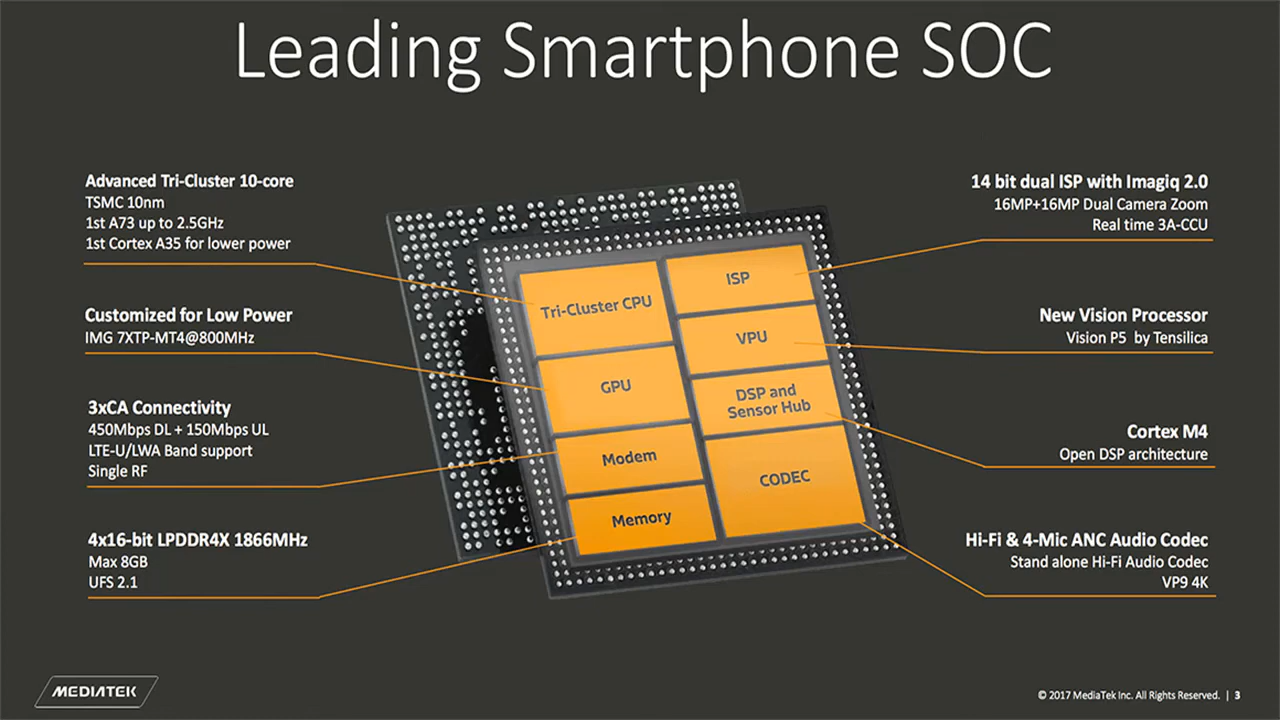 Leading Smartphone SOC
Advanced Tri-Cluster 10-core
TSMC 10nm
1st A73 up to 2.5GHz
1st Cortex A35 for lower power
Customized for Low Power
IMG 7XTP-MT4@800MHz
3xCA Connectivity
450Mbps DL + 150Mbps UL
LTE-U/LWA Band support
Single RF
4x16-bit LPDDR4X 1866MHz
Max 8GB
UFS 2.1
Tri-Cluster CPU
GPU
Modem
Memory
ISP
VPU
DSP and
Sensor Hub
CODEC
14 bit dual ISP with Imagiq 2.0
16MP+16MP Dual Camera Zoom
Real time 3A-CCU
New Vision Processor
Vision P5 by Tensilica
Cortex M4
Open DSP architecture
Hi-Fi & 4-Mic ANC Audio Codec
Stand alone Hi-Fi Audio Codec
VP9 4K
MEDIATEK
© 2017 MediaTek Inc. All Rights Reserved. | 3